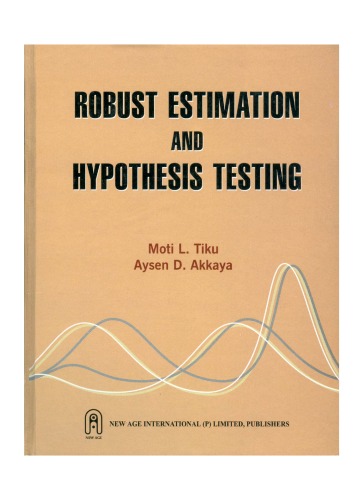 ROBUST ESTIMATION
AND
HYPOTHESIS TESTING
Moti L. Tiku
Aysen D. Akkaya
NEW AGE
NEW AGE INTERNATIONAL (P) LIMITED, PUBLISHERS